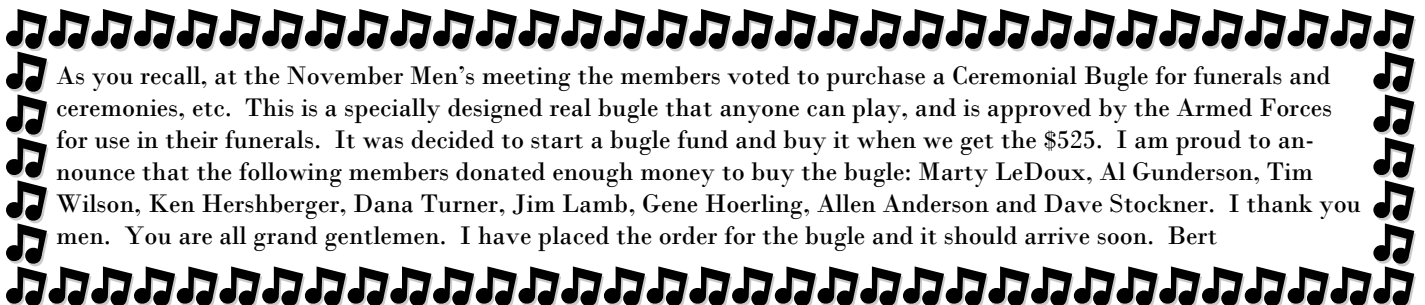 As you recall, at the November Men's meeting the members voted to purchase a Ceremonial Bugle for funerals and
ceremonies, etc.  This is a specially designed real bugle that anyone can play, and is approved by the Armed Forces
for use in their funerals.  It was decided to start a bugle fund and buy it when we get the $525.  I am proud to an-
nounce that the following members donated enough money to buy the bugle: Marty LeDoux, Al Gunderson, Tim
Wilson, Ken Hershberger, Dana Turner, Jim Lamb, Gene Hoerling, Allen Anderson and Dave Stockner.  I thank you
men.  You are all grand gentlemen.  I have placed the order for the bugle and it should arrive soon.  Bert